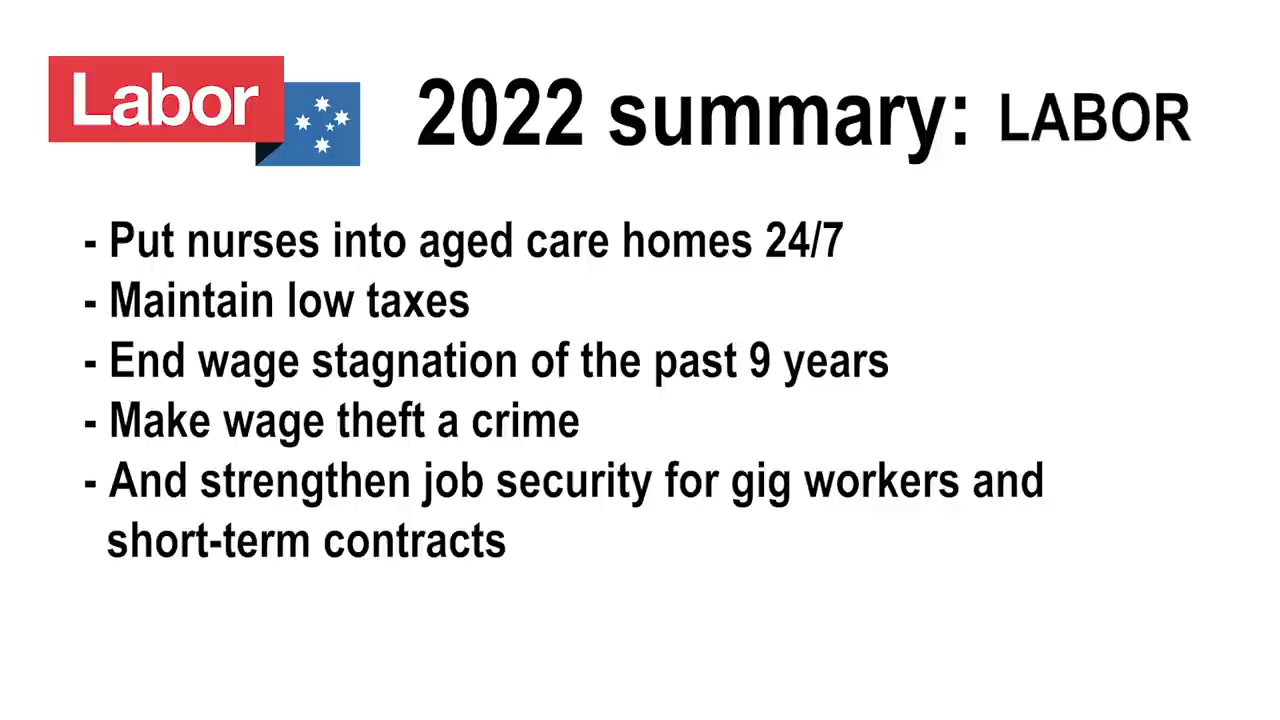 Labor
2022 summary: LABOR
- Put nurses into aged care homes 24/7
- Maintain low taxes
- End wage stagnation of the past 9 years
- Make wage theft a crime
- And strengthen job security for gig workers and
short-term contracts